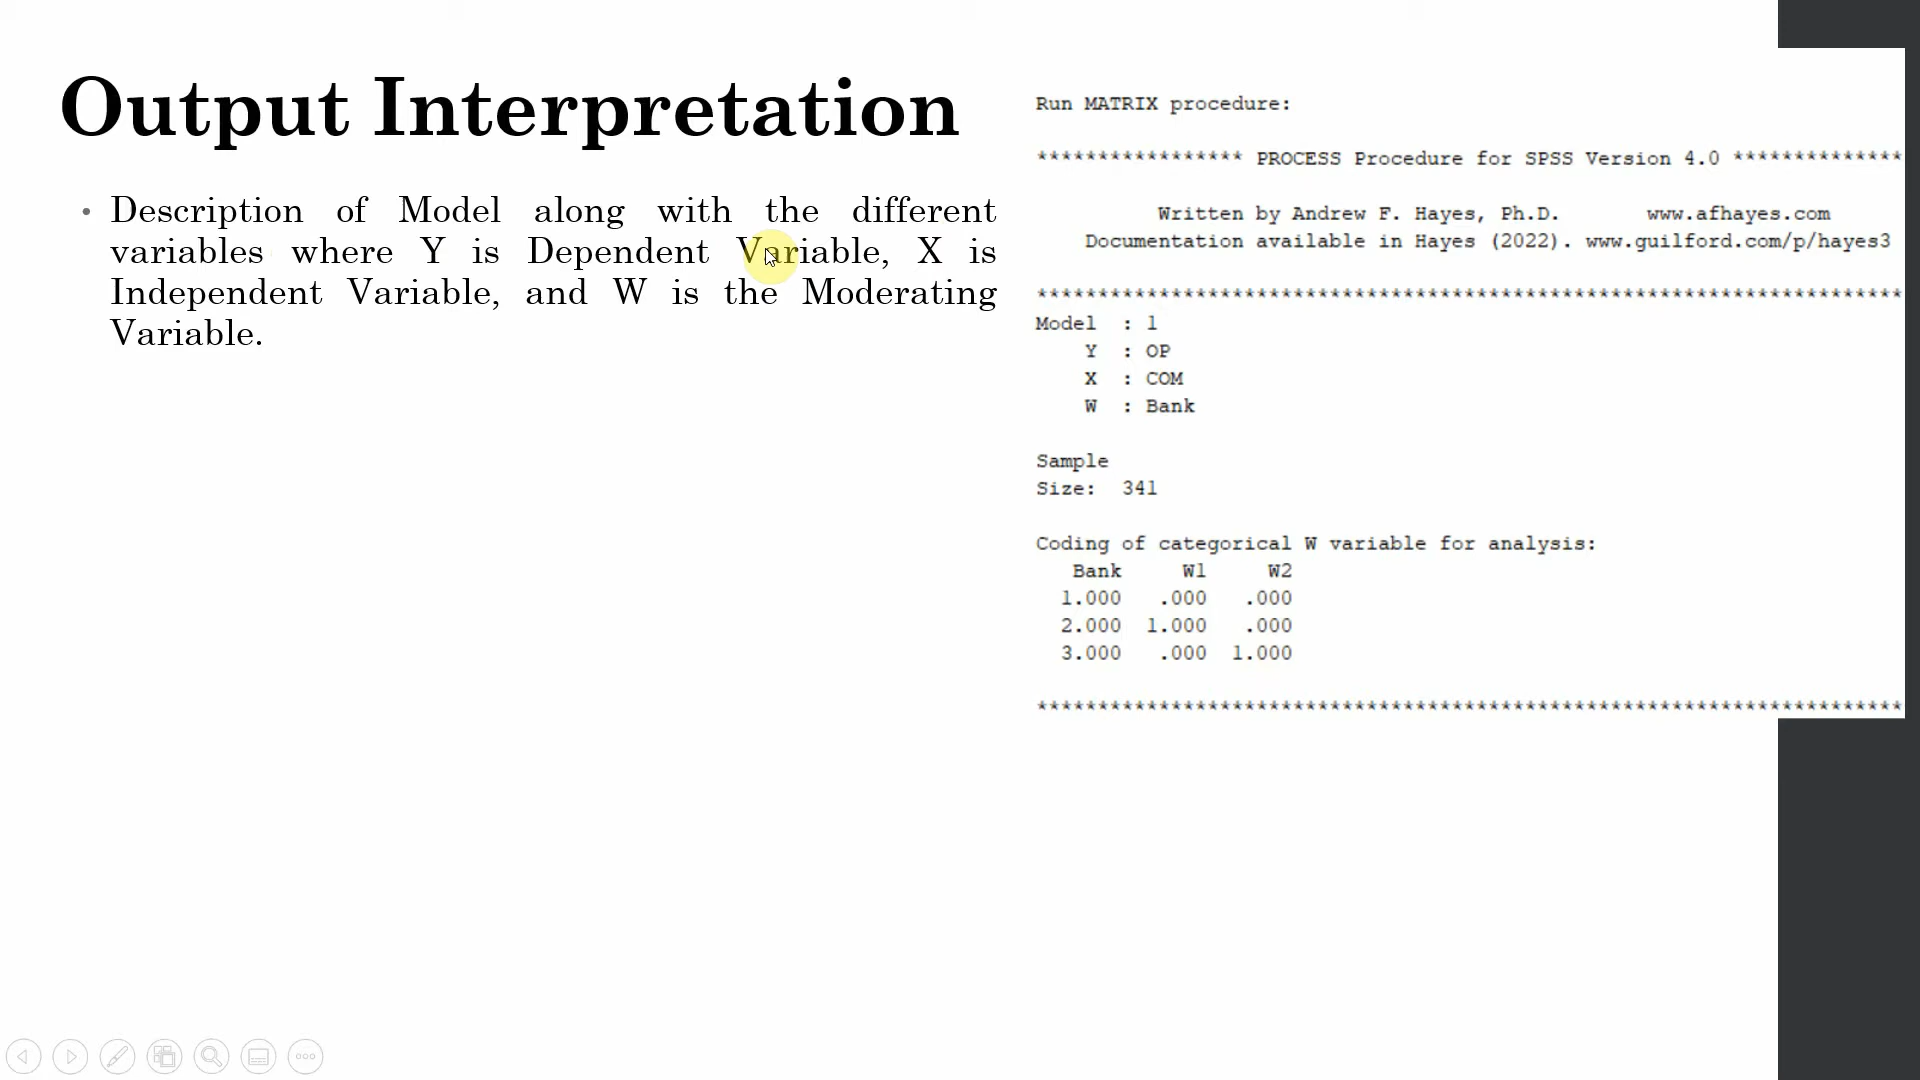 Output Interpretation
• Description of Model along with the different
variables where Y is Dependent Variable, X is
Independent Variable, and W is the Moderating
Variable.
Run MATRIX procedure:
***************** PROCESS Procedure for SPSS Version 4.0 **************
Written by Andrew F. Hayes, Ph.D. www.afhayes.com
Documentation available in Hayes (2022). www.guilford.com/p/hayes3
***********************************************************************
Model : 1
Y : OP
X : COM
W : Bank
Sample
Size: 341
Coding of categorical W variable for analysis:
Bank W1 W2
1.000 .000 .000
2.000 1.000 .000
3.000 .000 1.000
***********************************************************************